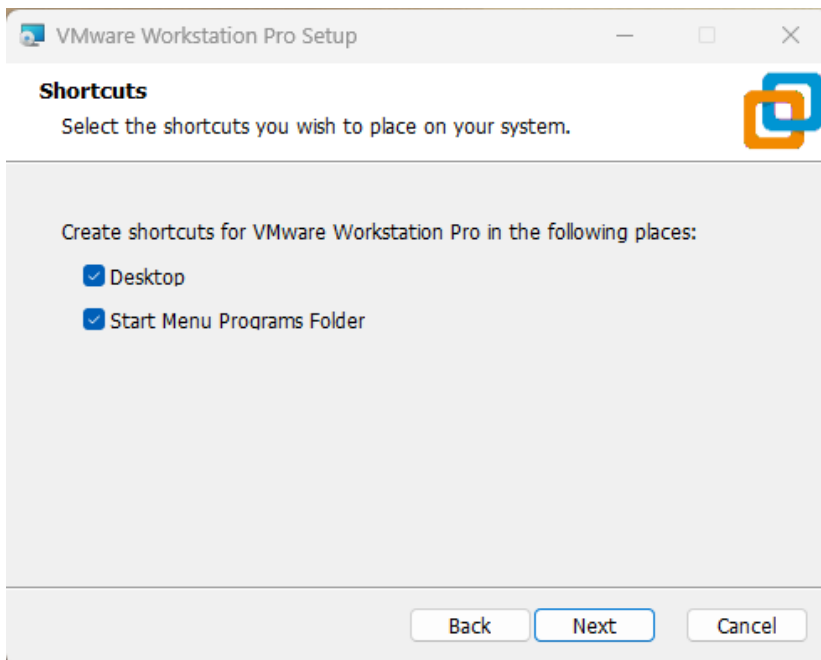 VMware Workstation Pro Setup
Shortcuts
Select the shortcuts you wish to place on your system.
Create shortcuts for VMware Workstation Pro in the following places:
Desktop
Start Menu Programs Folder
Back Next Cancel